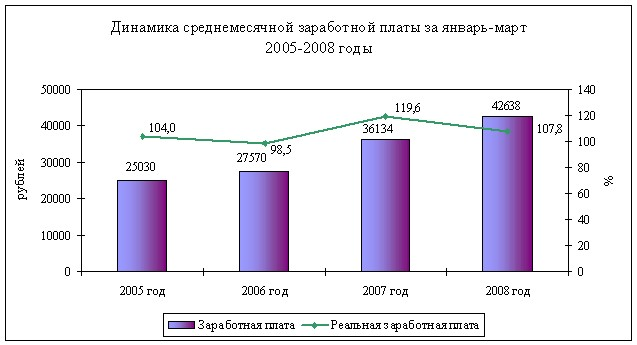 Динамика среднемесячной заработной платы за январь-март
2005-2008 годы
рублей
50000
40000
30000
20000
10000
0
25030
27570
36134
42638
104,0
98,5
119,6
107,8
140
120
100
80
60
40
20
0
%
2005 год
2006 год
2007 год
2008 год
Заработная плата
Реальная заработная плата